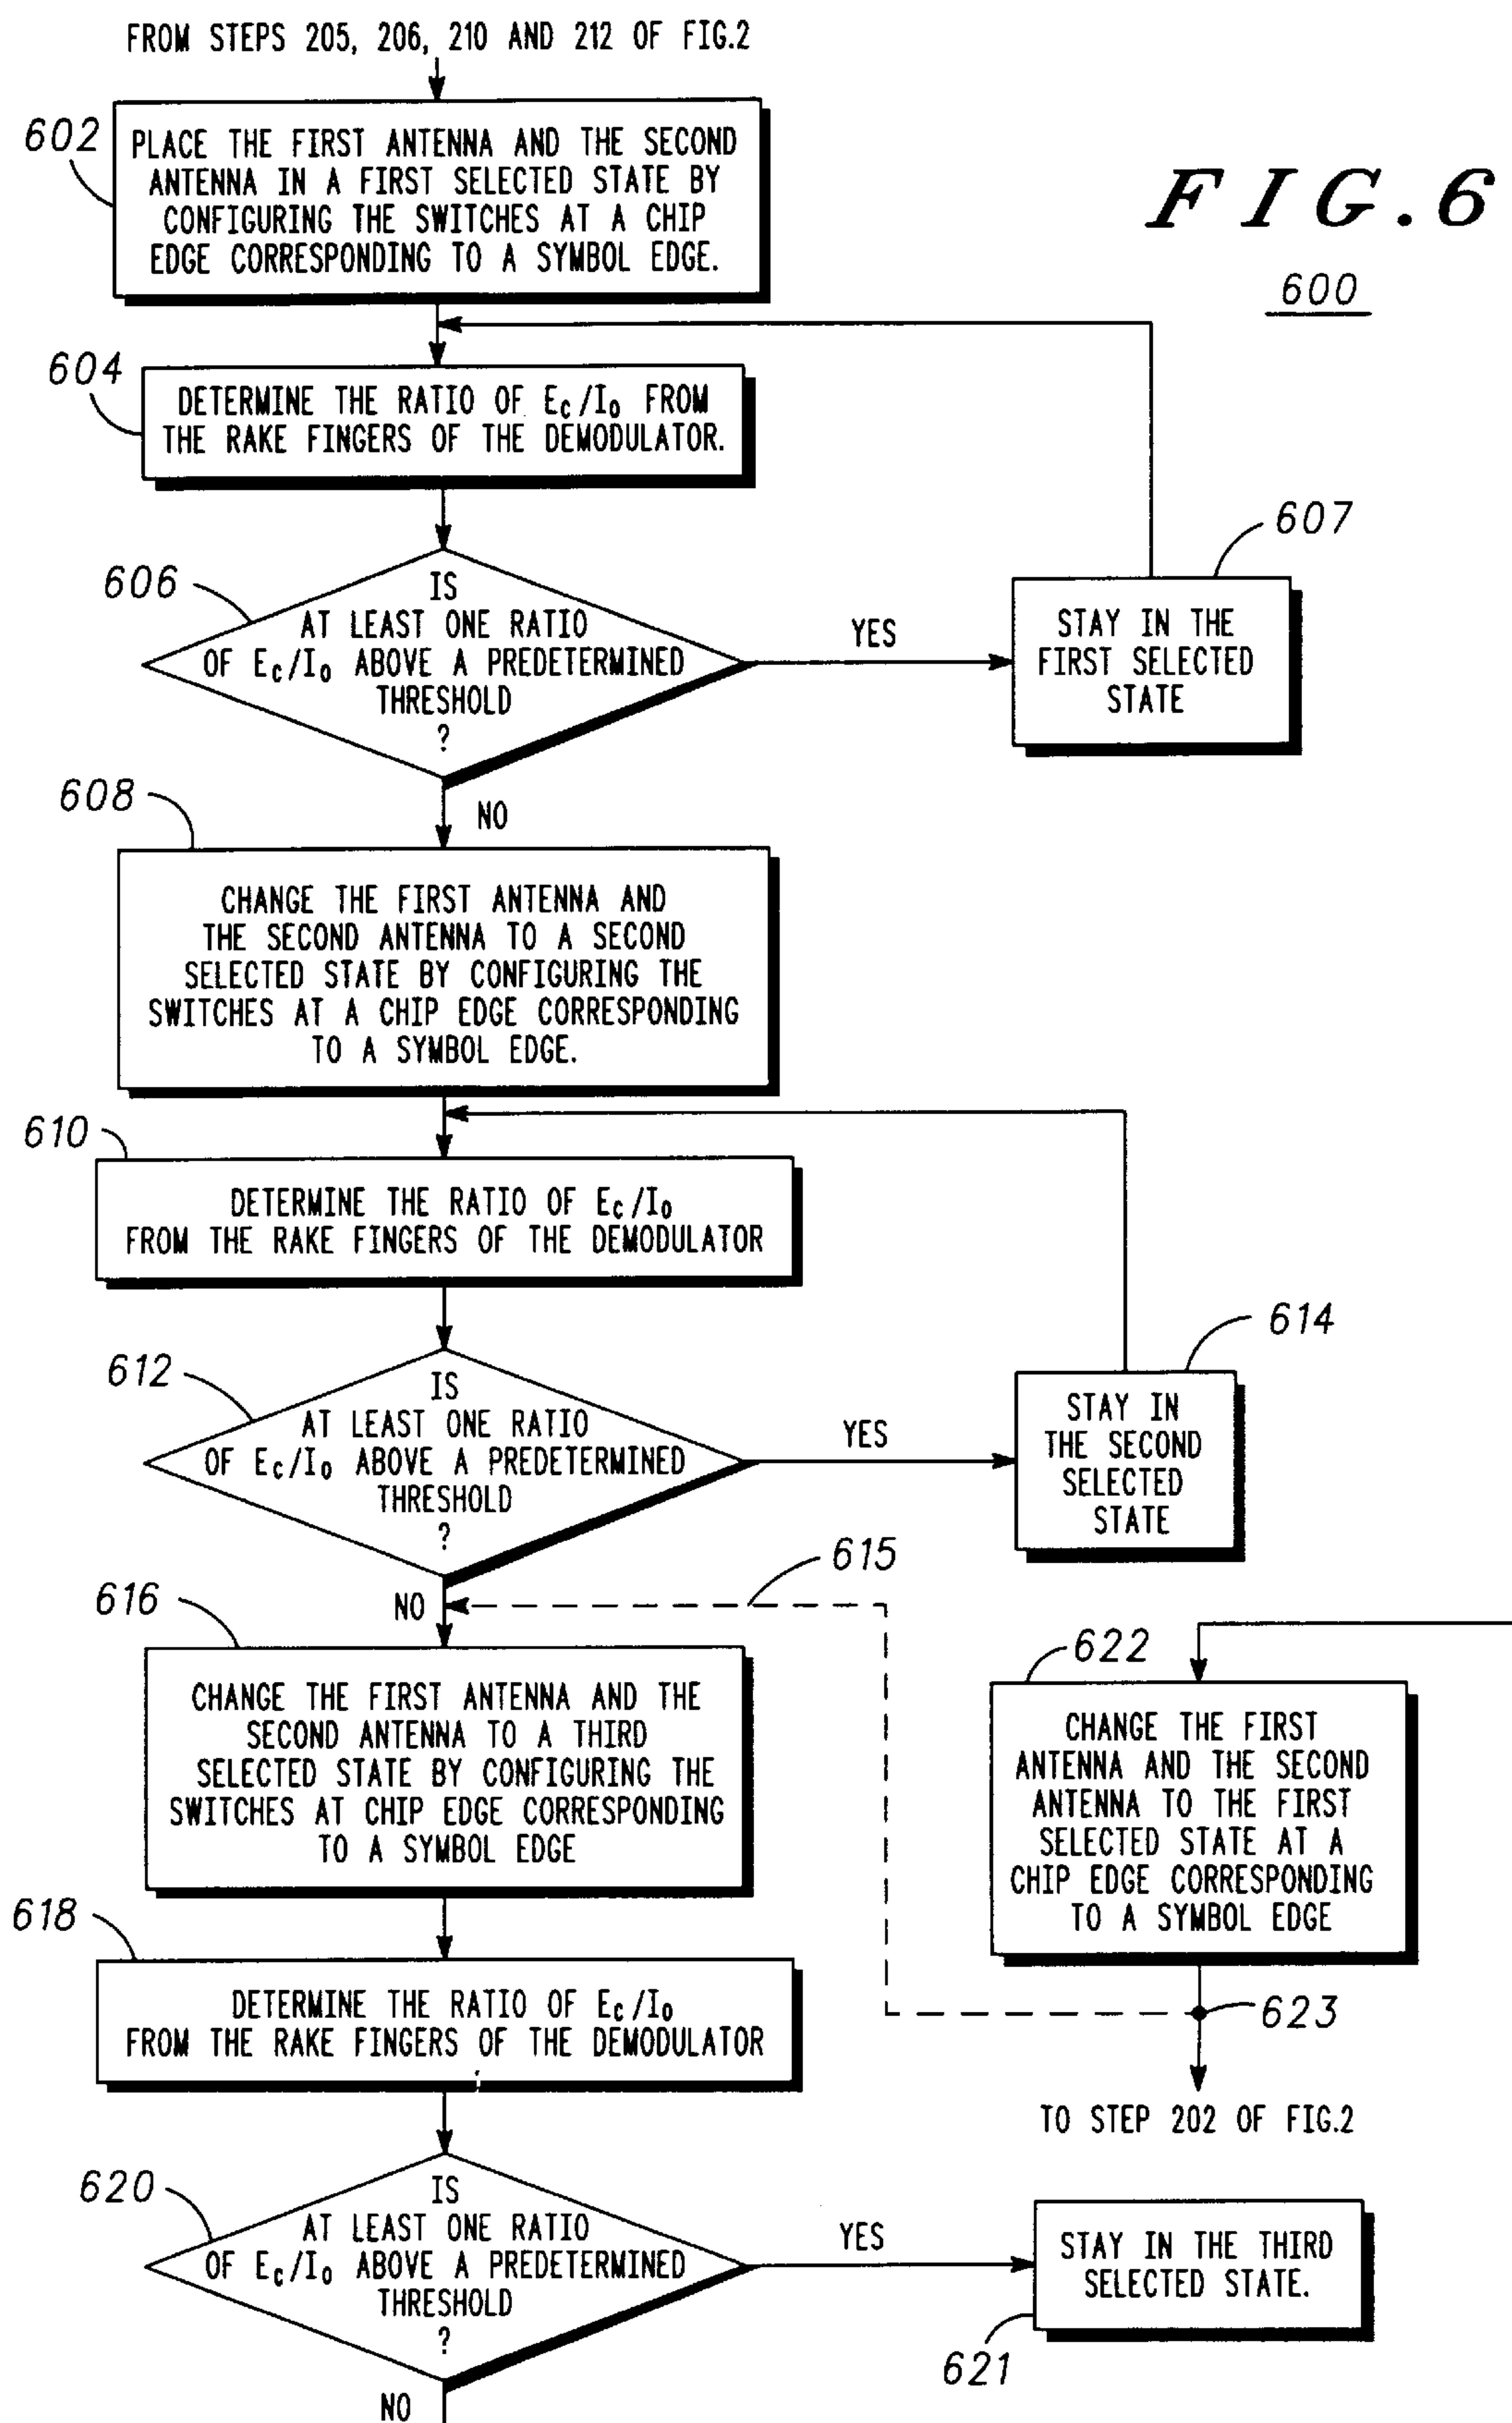 FROM STEPS 205, 206, 210 AND 212 OF FIG.2
FIG.6
600
602
PLACE THE FIRST ANTENNA AND THE SECOND
ANTENNA IN A FIRST SELECTED STATE BY
CONFIGURING THE SWITCHES AT A CHIP
EDGE CORRESPONDING TO A SYMBOL EDGE.
604
DETERMINE THE RATIO OF Ec/I0 FROM
THE RAKE FINGERS OF THE DEMODULATOR.
606
IS
AT LEAST ONE RATIO
OF Ec/I0 ABOVE A PREDETERMINED
THRESHOLD
?
YES
607
STAY IN THE
FIRST SELECTED
STATE
NO
608
CHANGE THE FIRST ANTENNA AND
THE SECOND ANTENNA TO A SECOND
SELECTED STATE BY CONFIGURING THE
SWITCHES AT A CHIP EDGE CORRESPONDING
TO A SYMBOL EDGE.
610
DETERMINE THE RATIO OF Ec/I0
FROM THE RAKE FINGERS OF THE DEMODULATOR
612
IS
AT LEAST ONE RATIO
OF Ec/I0 ABOVE A PREDETERMINED
THRESHOLD
?
YES
614
STAY IN
THE SECOND
SELECTED
STATE
NO
615
616
CHANGE THE FIRST ANTENNA AND THE
SECOND ANTENNA TO A THIRD
SELECTED STATE BY CONFIGURING THE
SWITCHES AT CHIP EDGE CORRESPONDING
TO A SYMBOL EDGE
622
CHANGE THE FIRST
ANTENNA AND THE SECOND
ANTENNA TO THE FIRST
SELECTED STATE AT A
CHIP EDGE CORRESPONDING
TO A SYMBOL EDGE
623
TO STEP 202 OF FIG.2
618
DETERMINE THE RATIO OF Ec/I0
FROM THE RAKE FINGERS OF THE DEMODULATOR
620
IS
AT LEAST ONE RATIO
OF Ec/I0 ABOVE A PREDETERMINED
THRESHOLD
?
YES
STAY IN THE THIRD
SELECTED STATE.
621
NO